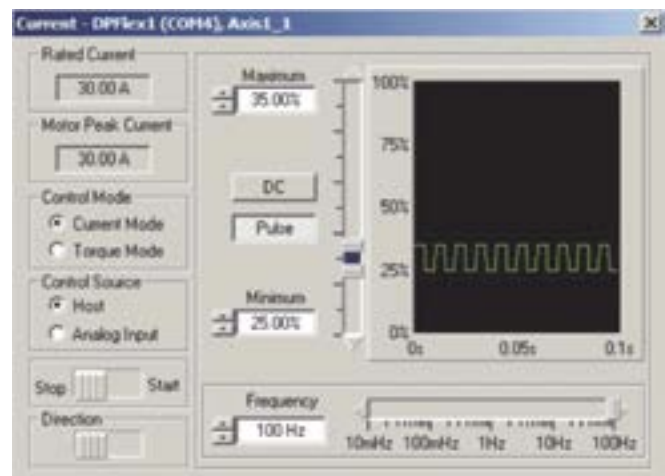 Current - DPFlex1 (COM4), Axis1_1
Rated Current
30.00 A
Motor Peak Current
30.00 A
Control Mode
Current Mode
Torque Mode
Control Source
Host
Analog Input
Stop
Start
Direction
Maximum
35.00%
DC
Pulse
Minimum
25.00%
100%
75%
50%
25%
0%
0s 0.05s 0.1s
Frequency
100 Hz
10mHz 100mHz 1Hz 10Hz 100Hz